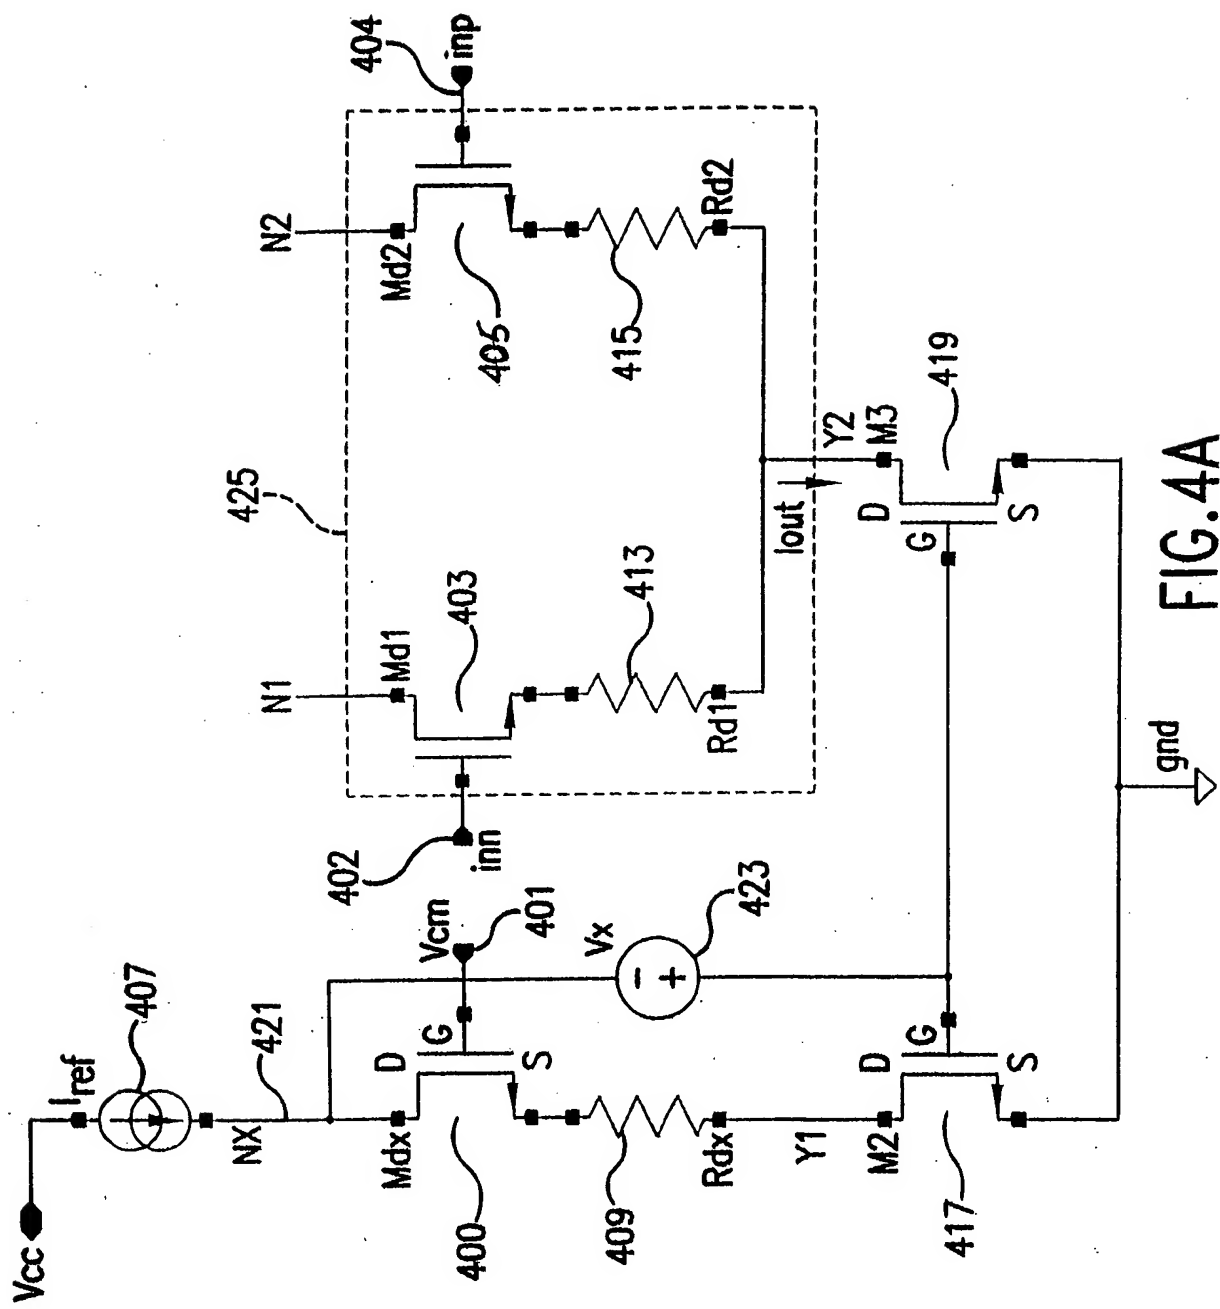 Vcc
Iref
407
NX
421
Mdx
D
G
S
400
Vcm
401
409
Rdx
Vx
423
−
+
Y1
M2
D
G
S
417
402
inn
N1
Md1
403
413
Rd1
425
N2
Md2
405
404
inp
415
Rd2
Iout
Y2
M3
D
G
S
419
gnd
FIG.4A